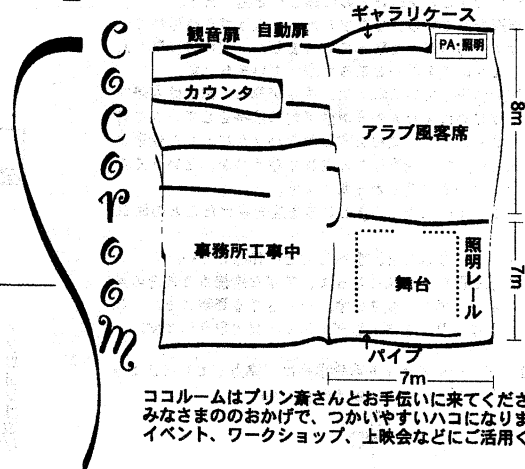 CoCoroom
観音扉
自動扉
ギャラリケース
PA・照明
カウンタ
アラブ風客席
8m
事務所工事中
舞台
照明レール
7m
パイプ
7m
ココルームはプリン斎さんとお手伝いに来てくださ
みなさまののおかげで、つかいやすいハコになりま
イベント、ワークショップ、上映会などにご活用く